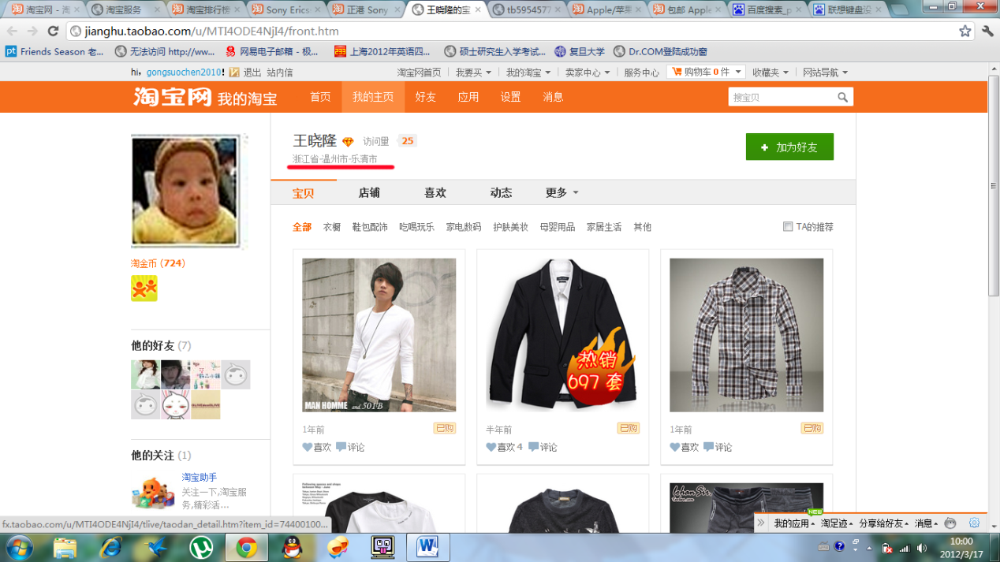 淘宝网 - 淘
淘宝服务
淘宝排行榜
Sony Erics
正港 Sony
王晓隆的宝
tb5954577
Apple/苹果
包邮 Apple
百度搜索_p
联想键盘没
jianghu.taobao.com/u/MTI4ODE4NjI4/front.htm
pt Friends Season 老...
无法访问 http://ww...
网易电子邮箱 - 极...
上海2012年英语四...
硕士研究生入学考试...
复旦大学
Dr.COM登陆成功窗
hi，gongsuochen2010！ 退出 站内信
淘宝网首页 我要买 我的淘宝 卖家中心 服务中心 购物车 0 件 收藏夹 网站导航
淘宝网 我的淘宝 首页 我的主页 好友 应用 设置 消息 搜宝贝
王晓隆 访问量 25
浙江省-温州市-乐清市
+ 加为好友
宝贝 店铺 喜欢 动态 更多
全部 衣橱 鞋包配饰 吃喝玩乐 家电数码 护肤美妆 母婴用品 家居生活 其他 TA的推荐
淘金币 (724)
他的好友 (7)
他的关注 (1)
淘宝助手
关注一下,淘宝服
务,精彩活...
MAN HOMME and 501B
热销
697 套
1年前 已购
喜欢 评论
半年前 已购
喜欢 4 评论
1年前 已购
喜欢 评论
Following spaces and shops
between May - June
fx.taobao.com/u/MTI4ODE4NjI4/tlive/taodan_detail.htm?item_id=74400100...
NEW
我的应用 淘足迹 分享给好友 消息
10:00
2012/3/17